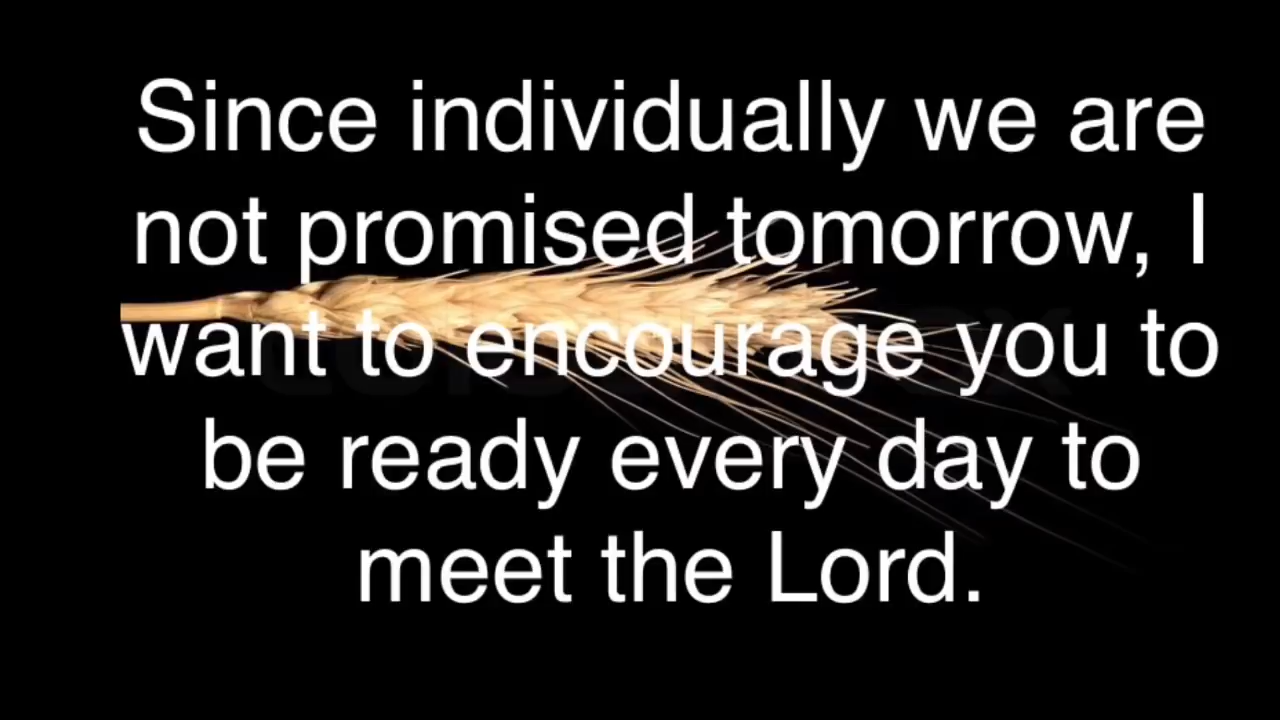 Since individually we are
not promised tomorrow, I
want to encourage you to
be ready every day to
meet the Lord.